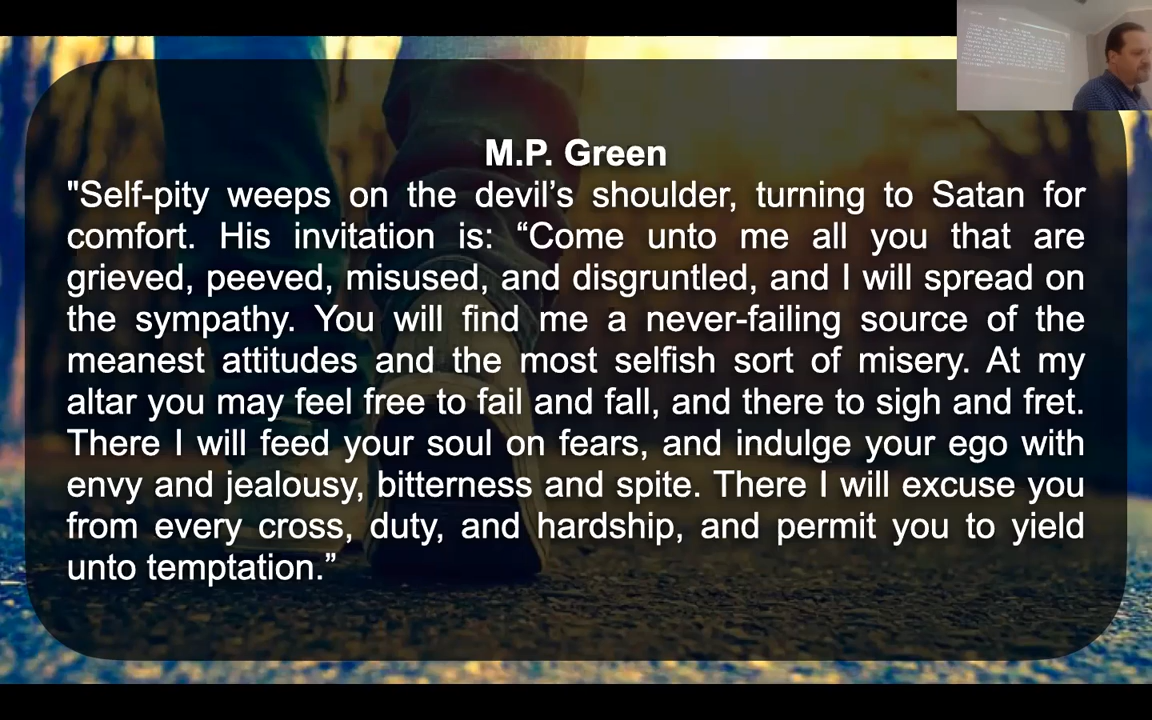 M.P. Green
"Self-pity weeps on the devil’s shoulder, turning to Satan for
comfort. His invitation is: “Come unto me all you that are
grieved, peeved, misused, and disgruntled, and I will spread on
the sympathy. You will find me a never-failing source of the
meanest attitudes and the most selfish sort of misery. At my
altar you may feel free to fail and fall, and there to sigh and fret.
There I will feed your soul on fears, and indulge your ego with
envy and jealousy, bitterness and spite. There I will excuse you
from every cross, duty, and hardship, and permit you to yield
unto temptation.”